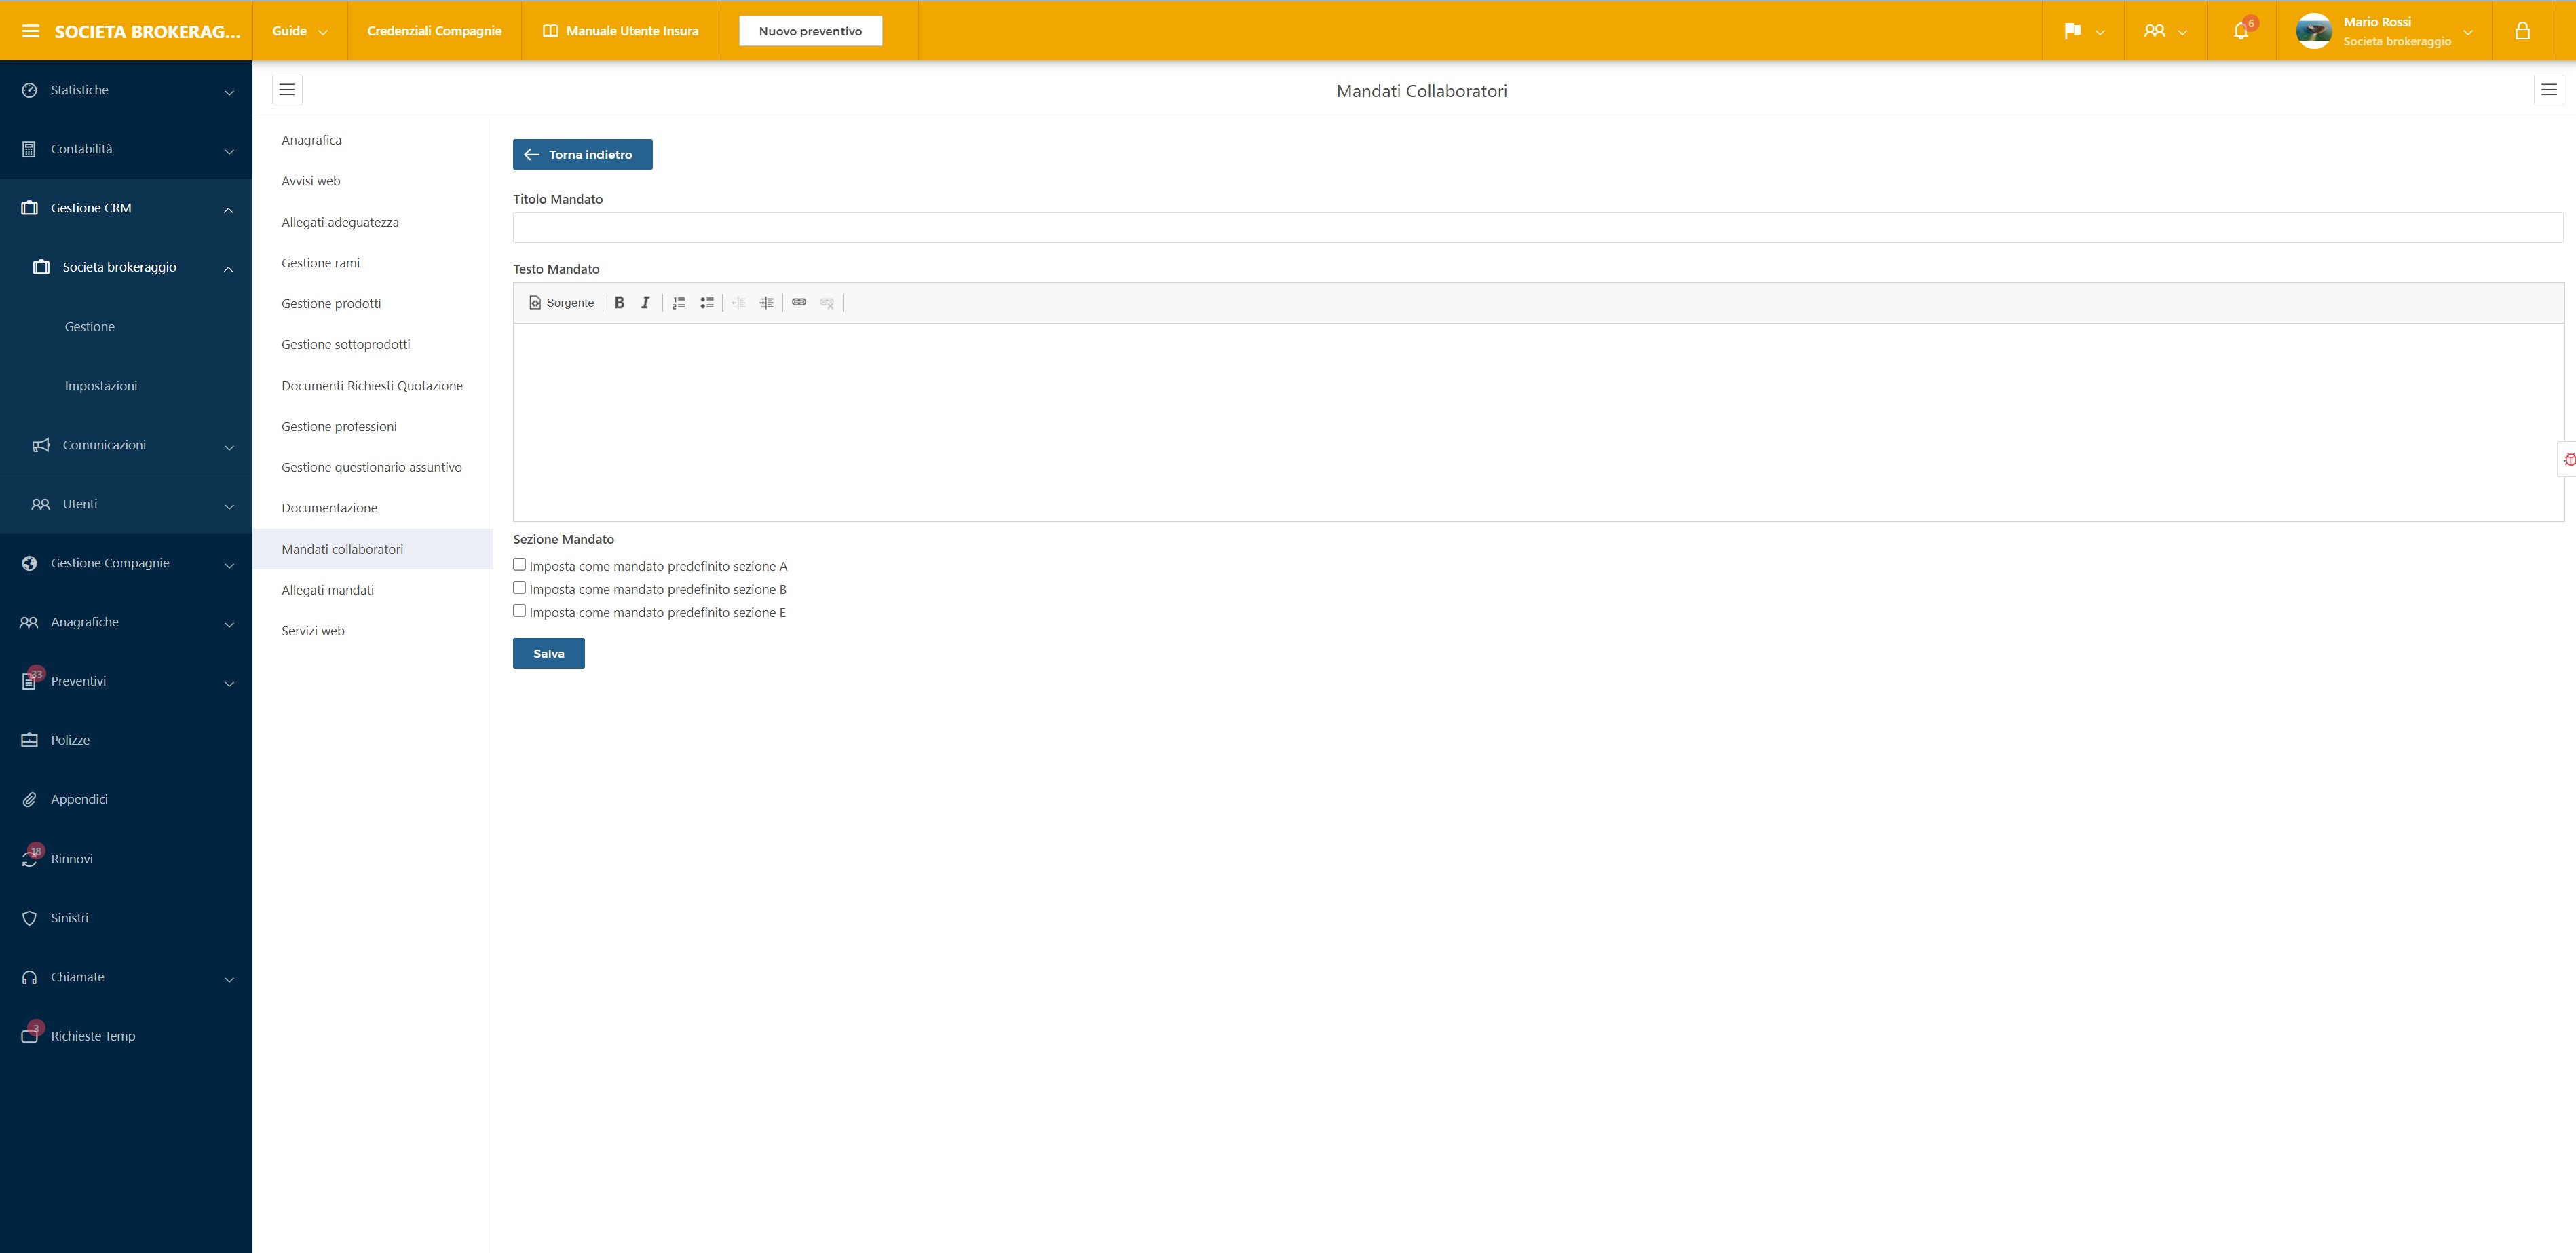 SOCIETA BROKERAG...
Guide
Credenziali Compagnie
Manuale Utente Insura
Nuovo preventivo
6
Mario Rossi
Societa brokeraggio
Statistiche
Contabilità
Gestione CRM
Societa brokeraggio
Gestione
Impostazioni
Comunicazioni
Utenti
Gestione Compagnie
Anagrafiche
33
Preventivi
Polizze
Appendici
18
Rinnovi
Sinistri
Chiamate
3
Richieste Temp
Mandati Collaboratori
Anagrafica
Avvisi web
Allegati adeguatezza
Gestione rami
Gestione prodotti
Gestione sottoprodotti
Documenti Richiesti Quotazione
Gestione professioni
Gestione questionario assuntivo
Documentazione
Mandati collaboratori
Allegati mandati
Servizi web
Torna indietro
Titolo Mandato
Testo Mandato
Sorgente
Sezione Mandato
Imposta come mandato predefinito sezione A
Imposta come mandato predefinito sezione B
Imposta come mandato predefinito sezione E
Salva